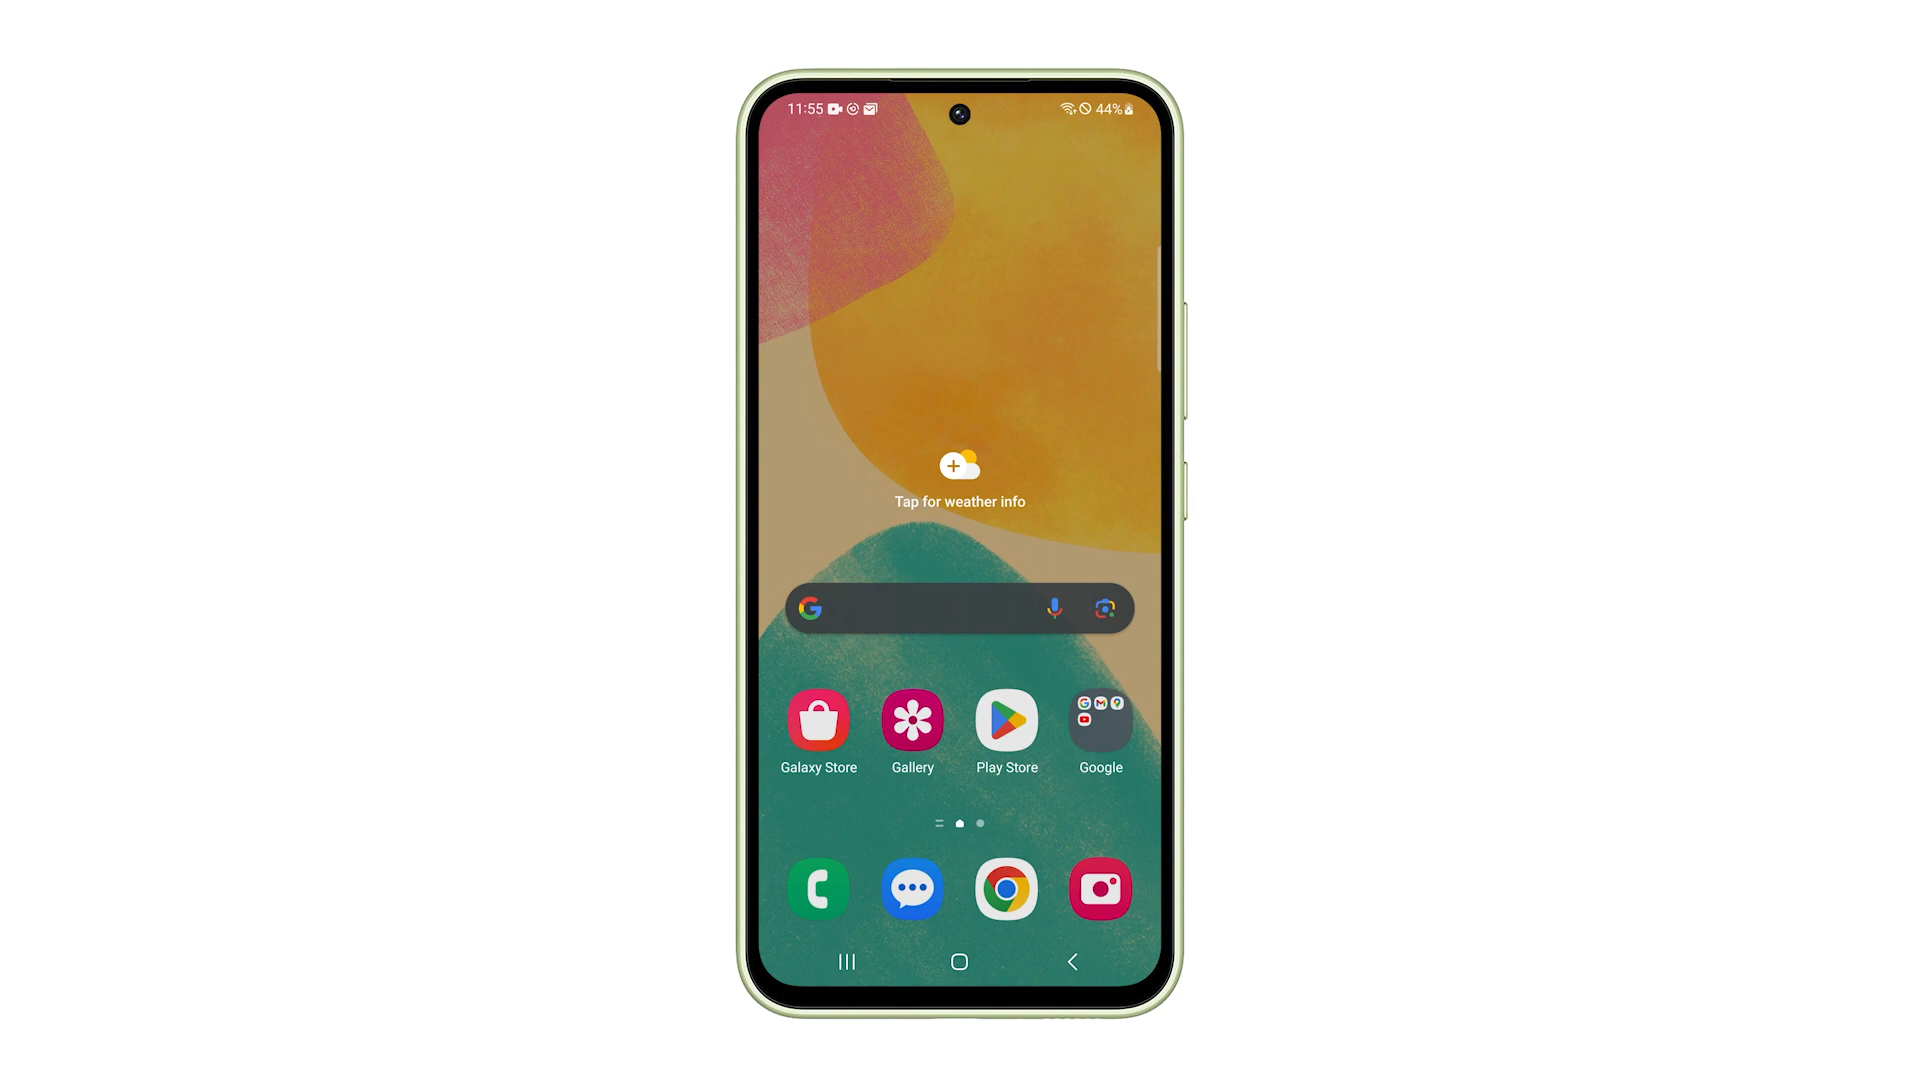 11:55
44%
Tap for weather info
Galaxy Store
Gallery
Play Store
Google